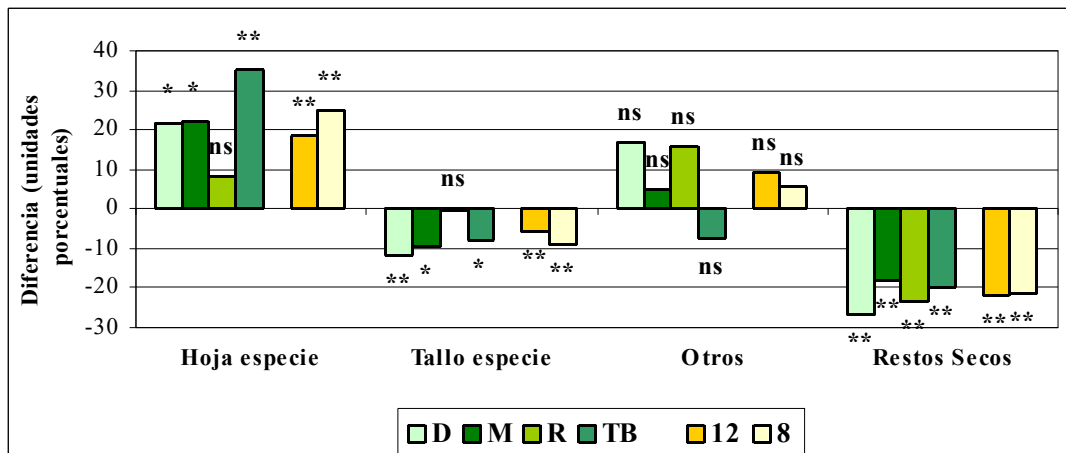 Diferencia (unidades
porcentuales)
40
30
20
10
0
-10
-20
-30
* * ns ** ** **
** * ns * ** **
ns ns ns ns ns ns
** ** ** ** ** **
Hoja especie Tallo especie Otros Restos Secos
D M R TB 12 8